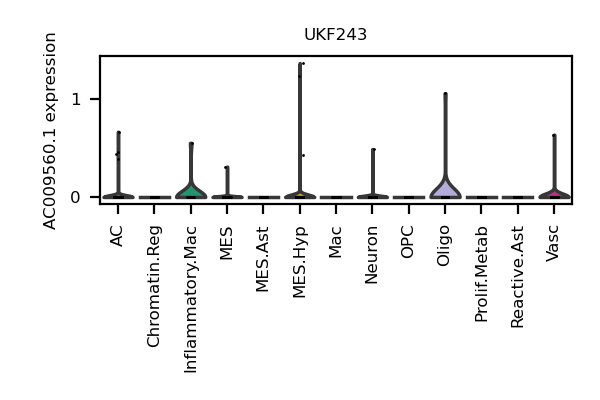 UKF243
AC009560.1 expression
1
0
AC
Chromatin.Reg
Inflammatory.Mac
MES
MES.Ast
MES.Hyp
Mac
Neuron
OPC
Oligo
Prolif.Metab
Reactive.Ast
Vasc